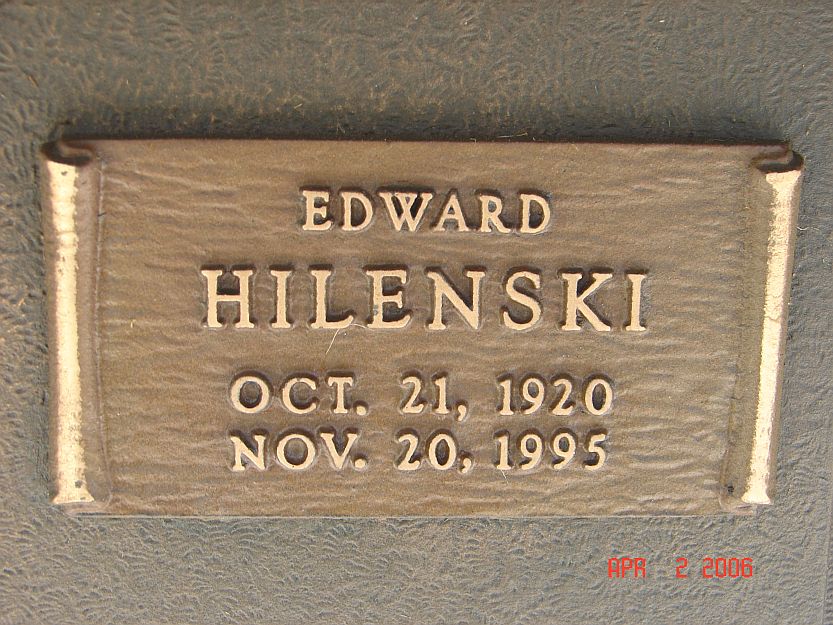 EDWARD
HILENSKI
OCT. 21, 1920
NOV. 20, 1995
APR 2 2006